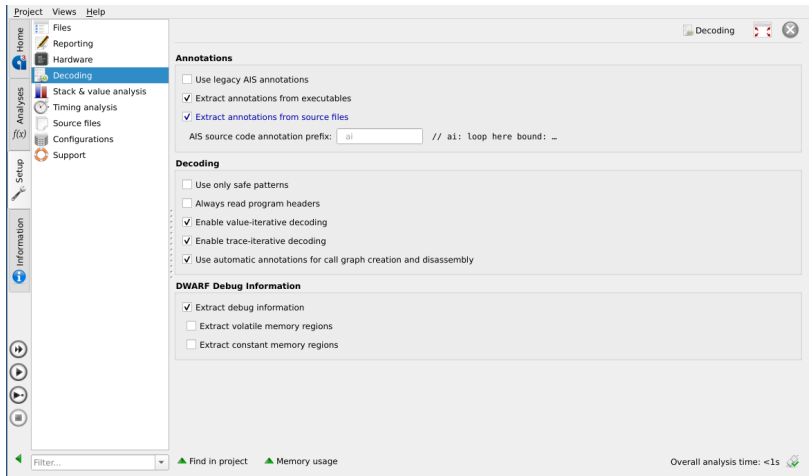 Project Views Help
Home
Analyses
f(x)
Setup
Information
Files
Reporting
Hardware
Decoding
Stack & value analysis
Timing analysis
Source files
Configurations
Support
Decoding
Annotations
Use legacy AIS annotations
Extract annotations from executables
Extract annotations from source files
AIS source code annotation prefix: ai // ai: loop here bound: …
Decoding
Use only safe patterns
Always read program headers
Enable value-iterative decoding
Enable trace-iterative decoding
Use automatic annotations for call graph creation and disassembly
DWARF Debug Information
Extract debug information
Extract volatile memory regions
Extract constant memory regions
Filter...
Find in project Memory usage Overall analysis time: <1s